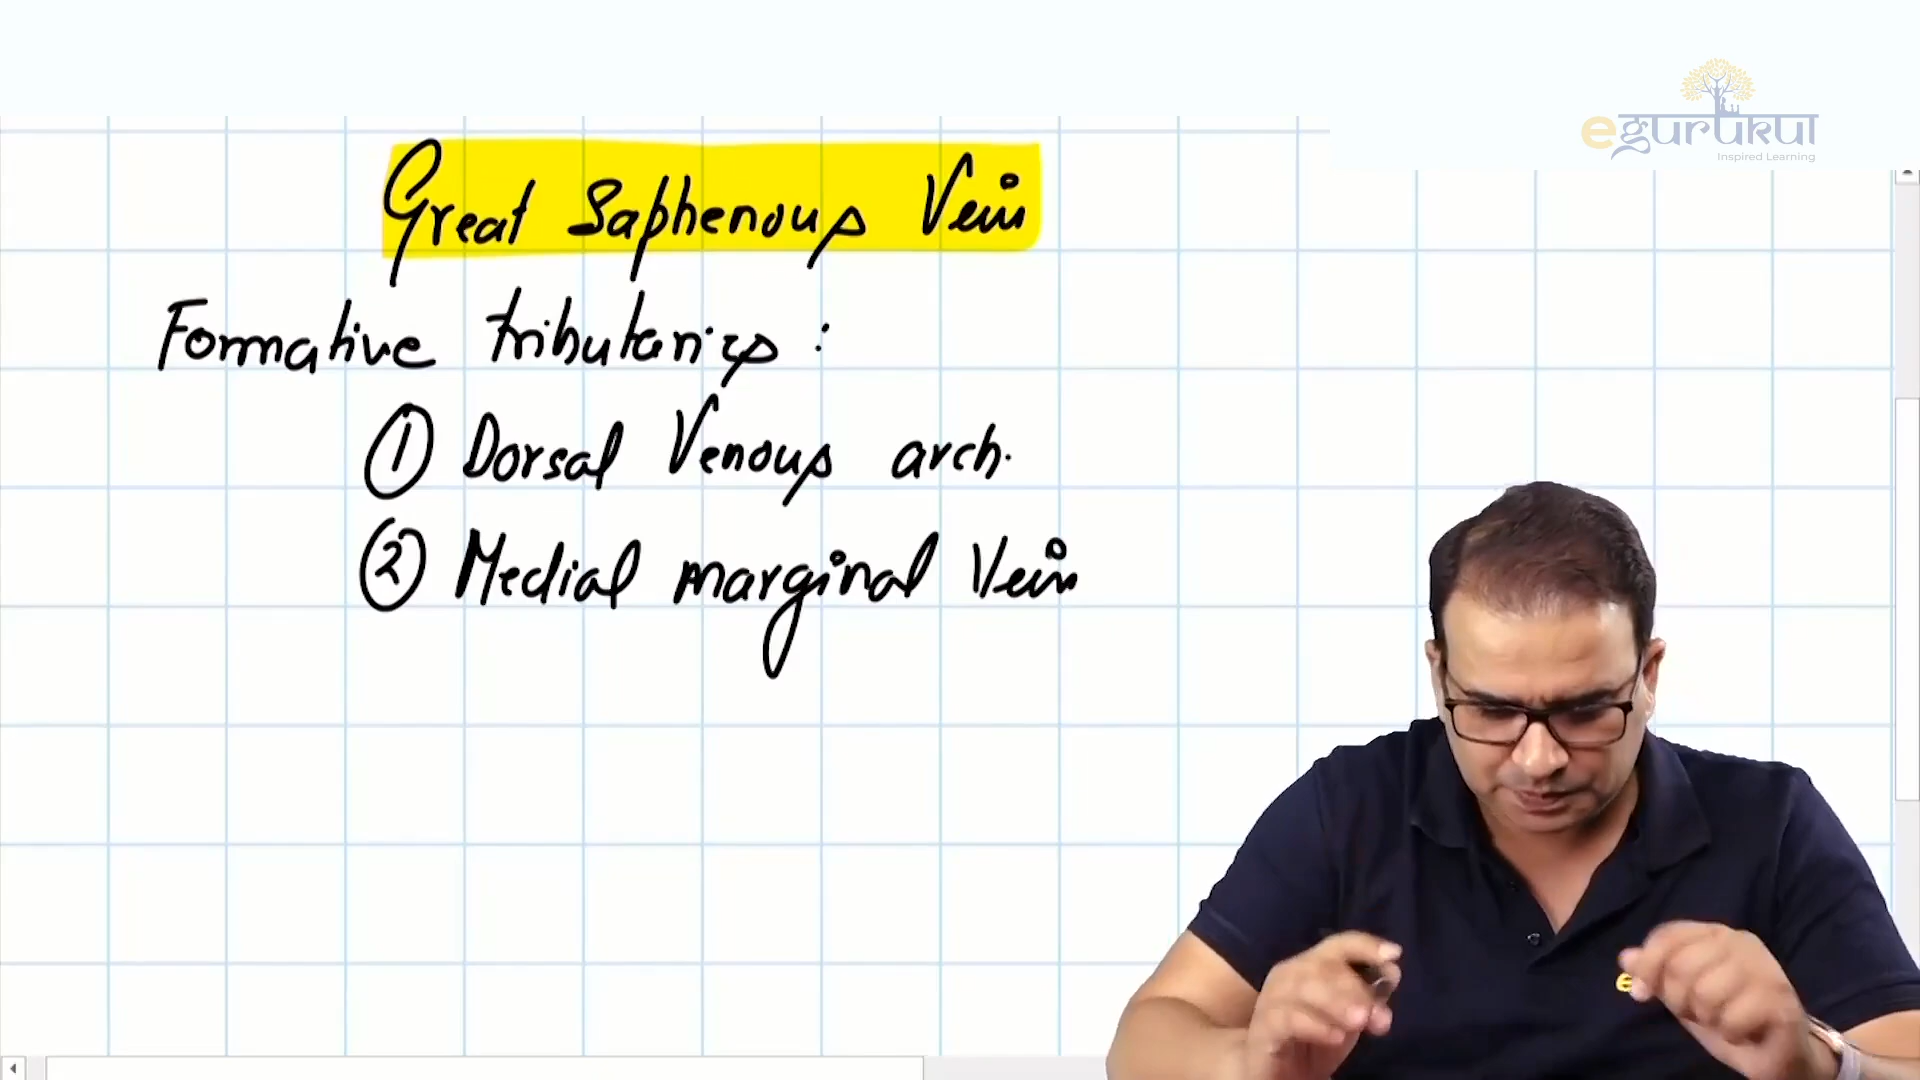 egurukul
Inspired Learning
Great Saphenous Vein
Formative tributaries :
① Dorsal Venous arch.
② Medial marginal Vein
e